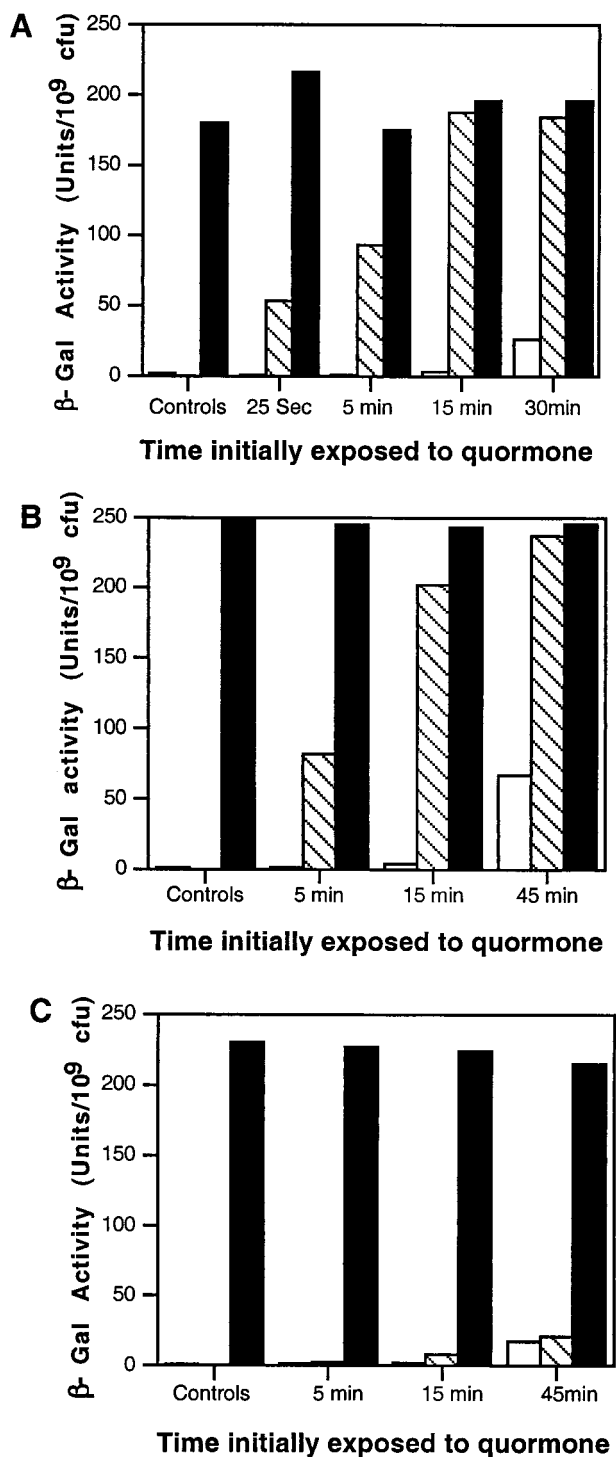 A
β- Gal Activity (Units/10⁹ cfu)
250
200
150
100
50
0
Controls 25 Sec 5 min 15 min 30min
Time initially exposed to quormone
B
β- Gal activity (Units/10⁹ cfu)
250
200
150
100
50
0
Controls 5 min 15 min 45 min
Time initially exposed to quormone
C
β- Gal Activity (Units/10⁹ cfu)
250
200
150
100
50
0
Controls 5 min 15 min 45min
Time initially exposed to quormone